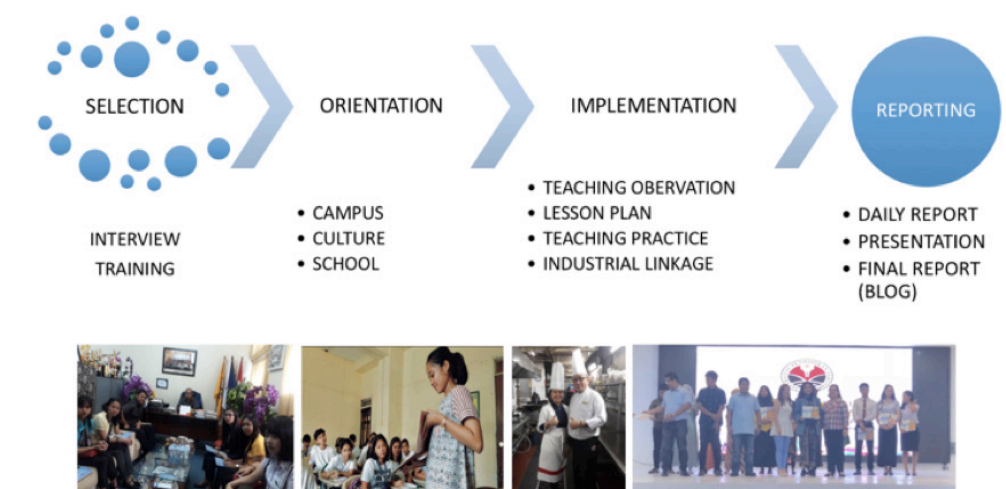 SELECTION
ORIENTATION
IMPLEMENTATION
REPORTING
INTERVIEW
TRAINING
• CAMPUS
• CULTURE
• SCHOOL
• TEACHING OBERVATION
• LESSON PLAN
• TEACHING PRACTICE
• INDUSTRIAL LINKAGE
• DAILY REPORT
• PRESENTATION
• FINAL REPORT
(BLOG)